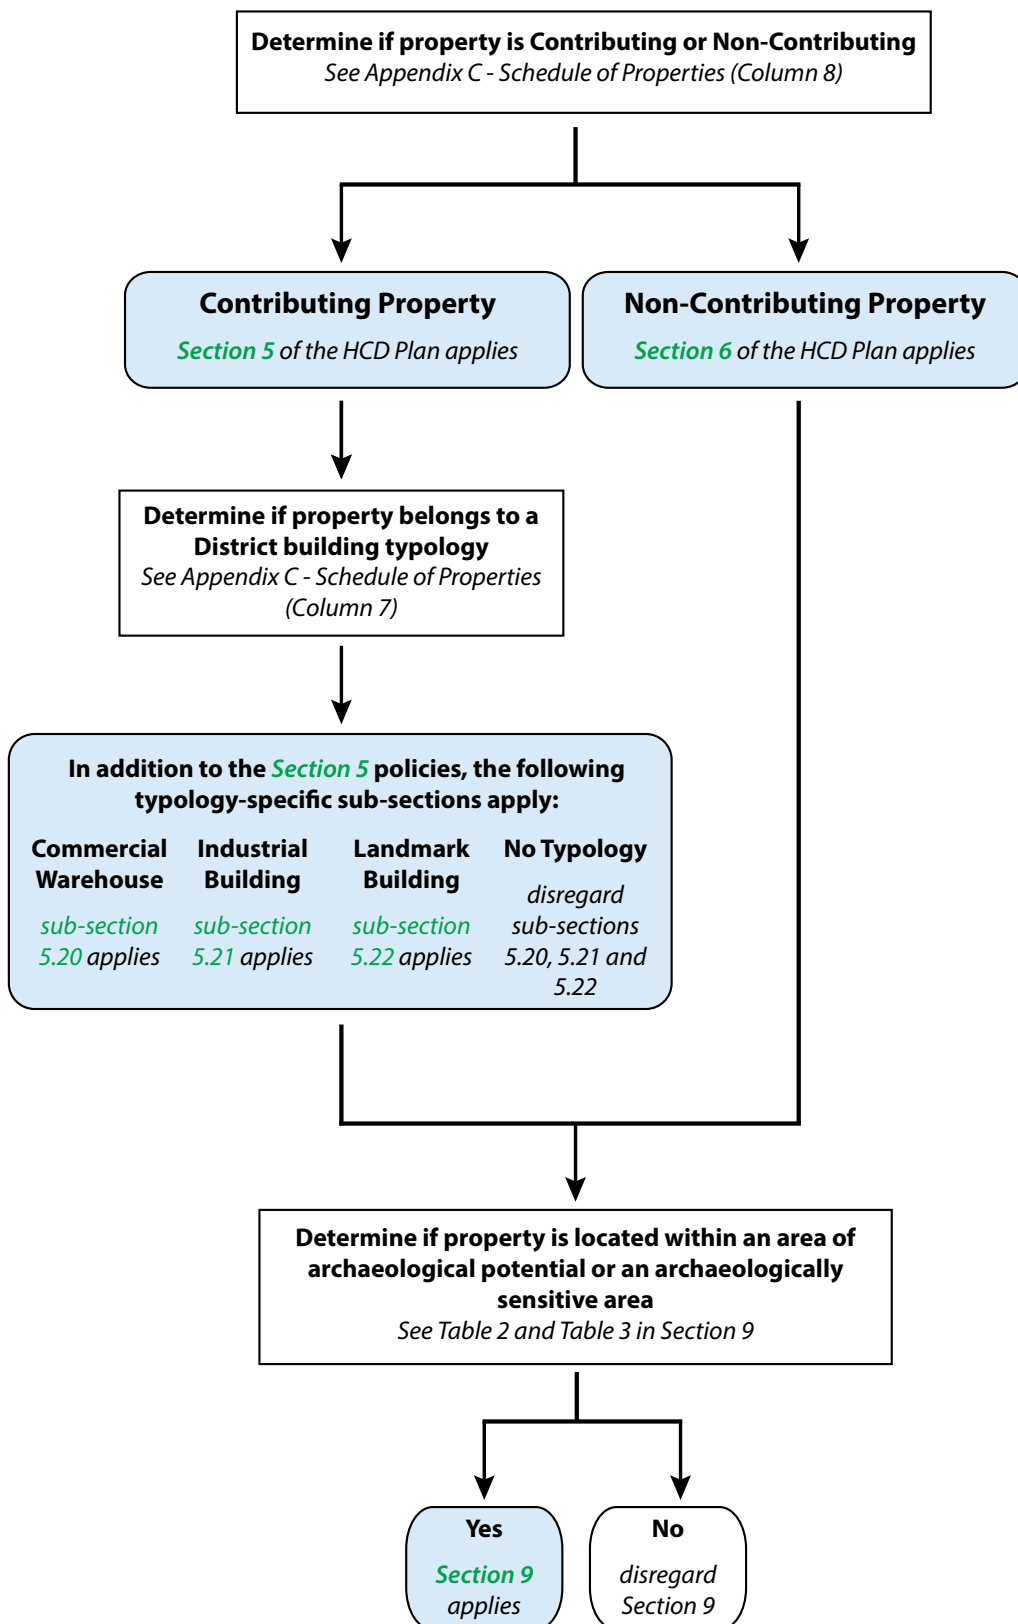 Determine if property is Contributing or Non-Contributing
See Appendix C - Schedule of Properties (Column 8)
Contributing Property
Section 5 of the HCD Plan applies
Non-Contributing Property
Section 6 of the HCD Plan applies
Determine if property belongs to a
District building typology
See Appendix C - Schedule of Properties
(Column 7)
In addition to the Section 5 policies, the following
typology-specific sub-sections apply:
Commercial
Warehouse
sub-section
5.20 applies
Industrial
Building
sub-section
5.21 applies
Landmark
Building
sub-section
5.22 applies
No Typology
disregard
sub-sections
5.20, 5.21 and
5.22
Determine if property is located within an area of
archaeological potential or an archaeologically
sensitive area
See Table 2 and Table 3 in Section 9
Yes
Section 9
applies
No
disregard
Section 9